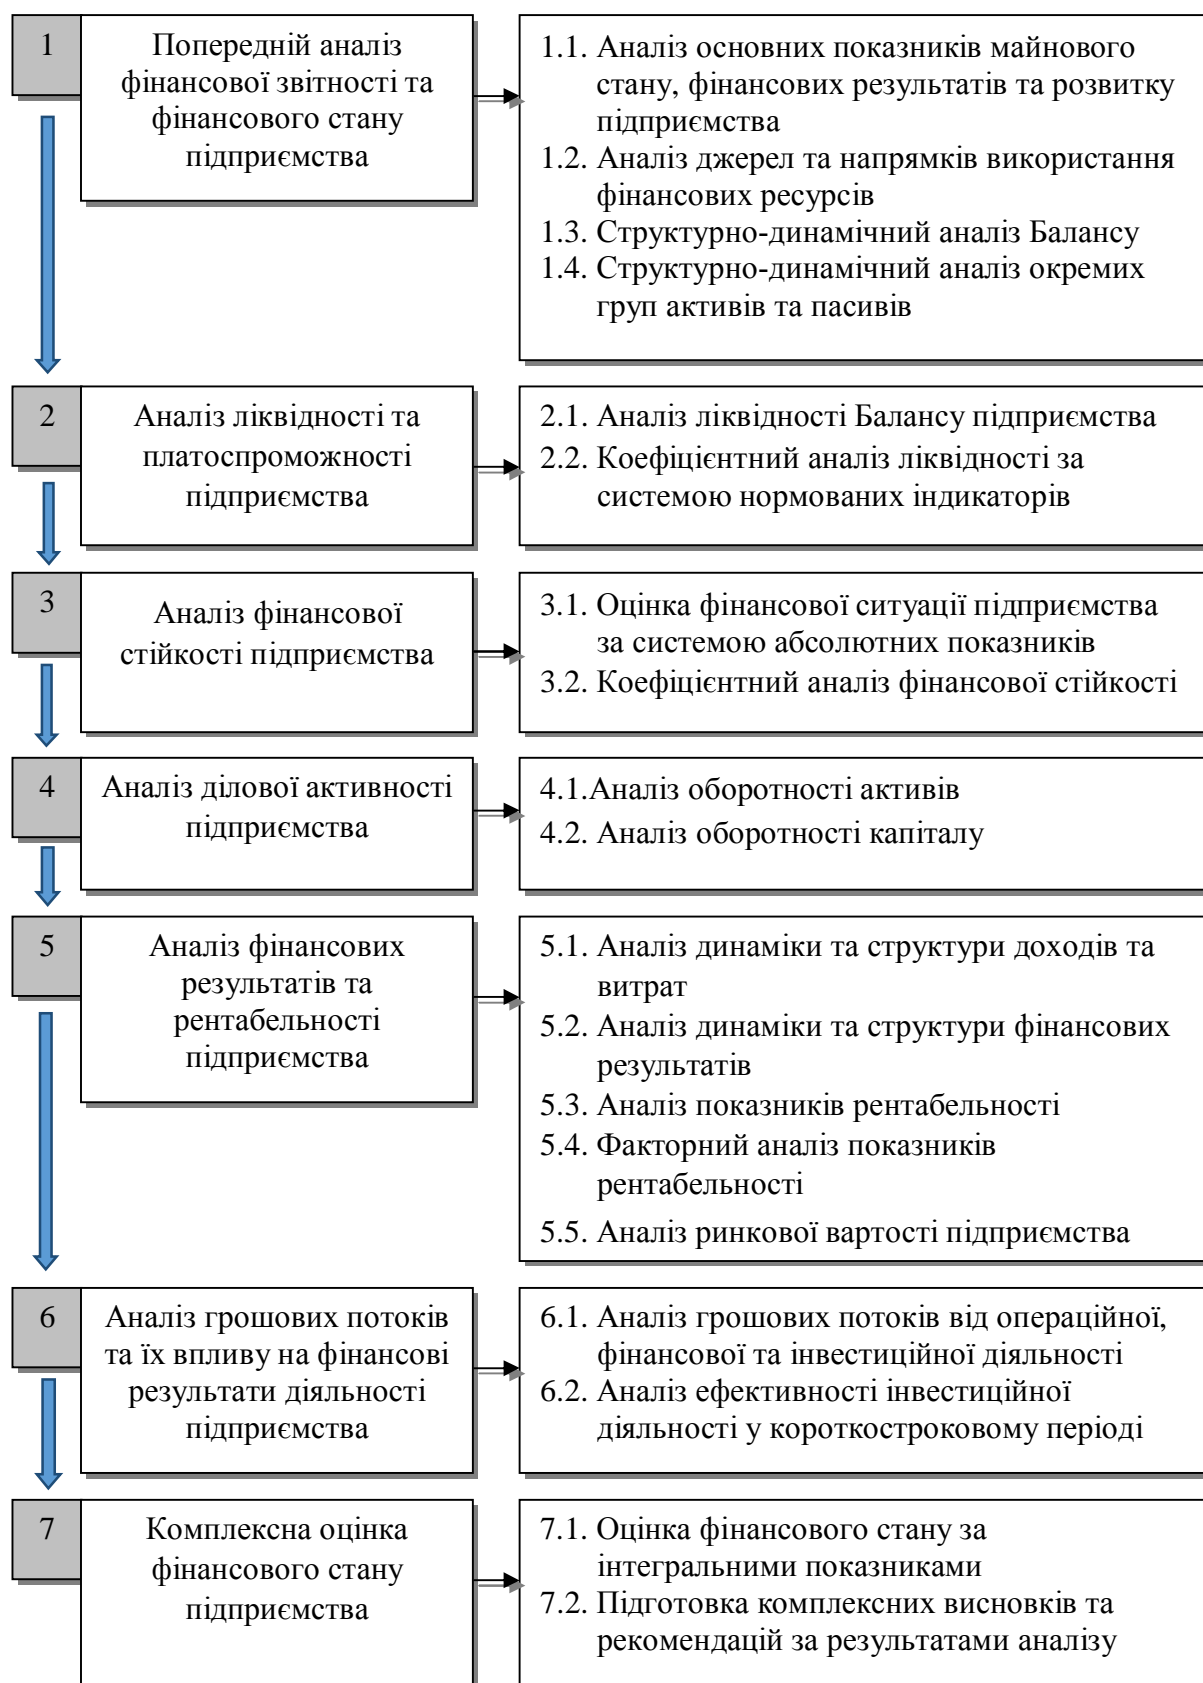 1
Попередній аналіз
фінансової звітності та
фінансового стану
підприємства
1.1. Аналіз основних показників майнового
стану, фінансових результатів та розвитку
підприємства
1.2. Аналіз джерел та напрямків використання
фінансових ресурсів
1.3. Структурно-динамічний аналіз Балансу
1.4. Структурно-динамічний аналіз окремих
груп активів та пасивів
2
Аналіз ліквідності та
платоспроможності
підприємства
2.1. Аналіз ліквідності Балансу підприємства
2.2. Коефіцієнтний аналіз ліквідності за
системою нормованих індикаторів
3
Аналіз фінансової
стійкості підприємства
3.1. Оцінка фінансової ситуації підприємства
за системою абсолютних показників
3.2. Коефіцієнтний аналіз фінансової стійкості
4
Аналіз ділової активності
підприємства
4.1.Аналіз оборотності активів
4.2. Аналіз оборотності капіталу
5
Аналіз фінансових
результатів та
рентабельності
підприємства
5.1. Аналіз динаміки та структури доходів та
витрат
5.2. Аналіз динаміки та структури фінансових
результатів
5.3. Аналіз показників рентабельності
5.4. Факторний аналіз показників
рентабельності
5.5. Аналіз ринкової вартості підприємства
6
Аналіз грошових потоків
та їх впливу на фінансові
результати діяльності
підприємства
6.1. Аналіз грошових потоків від операційної,
фінансової та інвестиційної діяльності
6.2. Аналіз ефективності інвестиційної
діяльності у короткостроковому періоді
7
Комплексна оцінка
фінансового стану
підприємства
7.1. Оцінка фінансового стану за
інтегральними показниками
7.2. Підготовка комплексних висновків та
рекомендацій за результатами аналізу